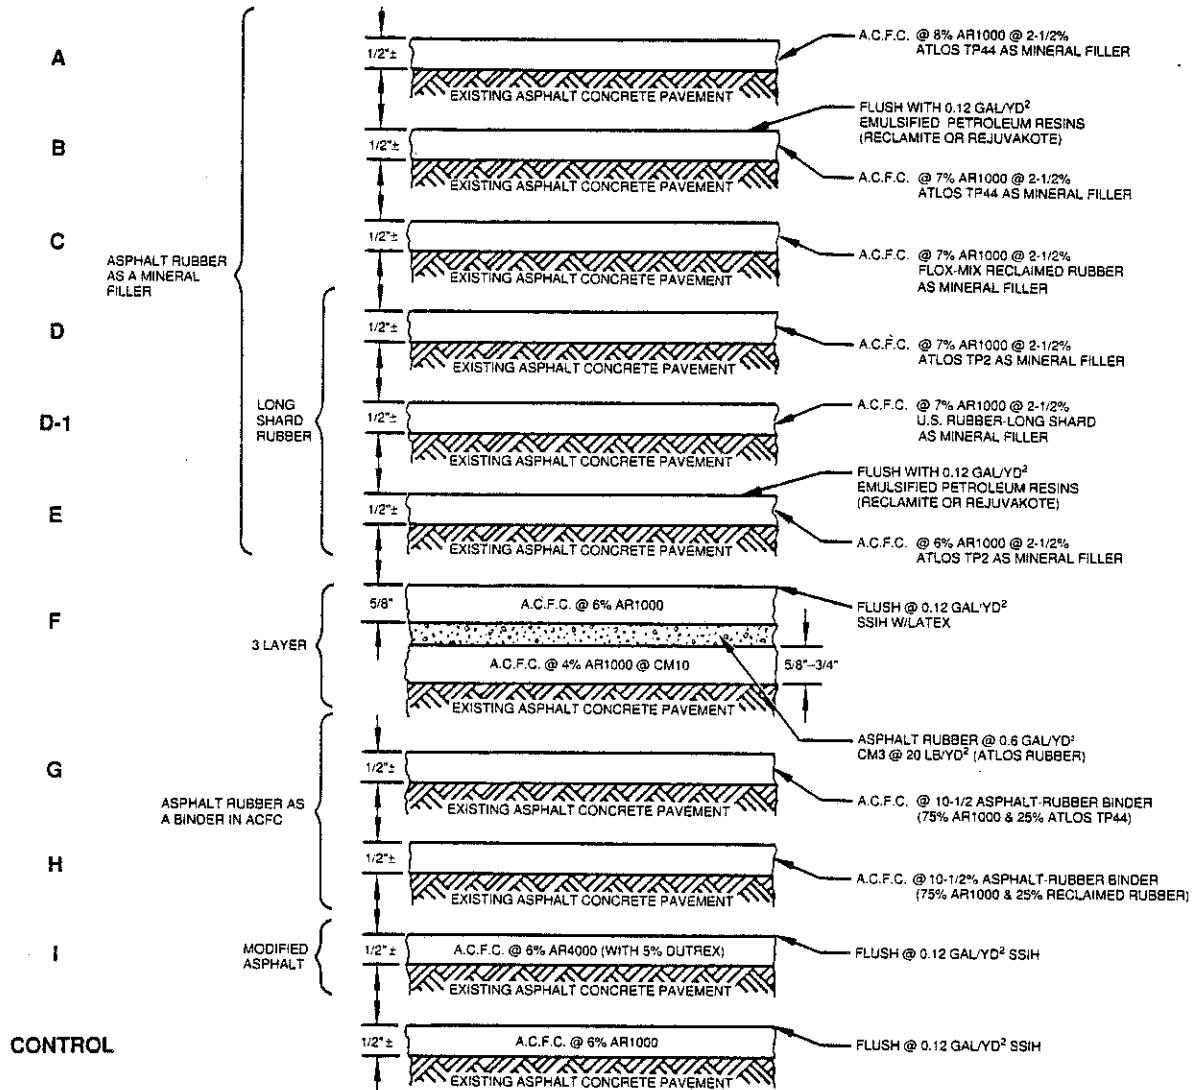 A
1/2"±
A.C.F.C. @ 8% AR1000 @ 2-1/2%
ATLOS TP44 AS MINERAL FILLER
EXISTING ASPHALT CONCRETE PAVEMENT
FLUSH WITH 0.12 GAL/YD²
EMULSIFIED PETROLEUM RESINS
(RECLAMITE OR REJUVAKOTE)
B
1/2"±
EXISTING ASPHALT CONCRETE PAVEMENT
A.C.F.C. @ 7% AR1000 @ 2-1/2%
ATLOS TP44 AS MINERAL FILLER
C
1/2"±
ASPHALT RUBBER
AS A MINERAL
FILLER
EXISTING ASPHALT CONCRETE PAVEMENT
A.C.F.C. @ 7% AR1000 @ 2-1/2%
FLOX-MIX RECLAIMED RUBBER
AS MINERAL FILLER
D
1/2"±
EXISTING ASPHALT CONCRETE PAVEMENT
A.C.F.C. @ 7% AR1000 @ 2-1/2%
ATLOS TP2 AS MINERAL FILLER
LONG
SHARD
RUBBER
D-1
1/2"±
EXISTING ASPHALT CONCRETE PAVEMENT
A.C.F.C. @ 7% AR1000 @ 2-1/2%
U.S. RUBBER-LONG SHARD
AS MINERAL FILLER
FLUSH WITH 0.12 GAL/YD²
EMULSIFIED PETROLEUM RESINS
(RECLAMITE OR REJUVAKOTE)
E
1/2"±
EXISTING ASPHALT CONCRETE PAVEMENT
A.C.F.C. @ 6% AR1000 @ 2-1/2%
ATLOS TP2 AS MINERAL FILLER
F
3 LAYER
5/8"
A.C.F.C. @ 6% AR1000
FLUSH @ 0.12 GAL/YD²
SSIH W/LATEX
A.C.F.C. @ 4% AR1000 @ CM10
5/8"–3/4"
EXISTING ASPHALT CONCRETE PAVEMENT
ASPHALT RUBBER @ 0.6 GAL/YD²
CM3 @ 20 LB/YD² (ATLOS RUBBER)
G
1/2"±
EXISTING ASPHALT CONCRETE PAVEMENT
A.C.F.C. @ 10-1/2 ASPHALT-RUBBER BINDER
(75% AR1000 & 25% ATLOS TP44)
ASPHALT RUBBER AS
A BINDER IN ACFC
H
1/2"±
EXISTING ASPHALT CONCRETE PAVEMENT
A.C.F.C. @ 10-1/2% ASPHALT-RUBBER BINDER
(75% AR1000 & 25% RECLAIMED RUBBER)
I
MODIFIED
ASPHALT
1/2"±
A.C.F.C. @ 6% AR4000 (WITH 5% DUTREX)
FLUSH @ 0.12 GAL/YD² SSIH
EXISTING ASPHALT CONCRETE PAVEMENT
CONTROL
1/2"±
A.C.F.C. @ 6% AR1000
FLUSH @ 0.12 GAL/YD² SSIH
EXISTING ASPHALT CONCRETE PAVEMENT